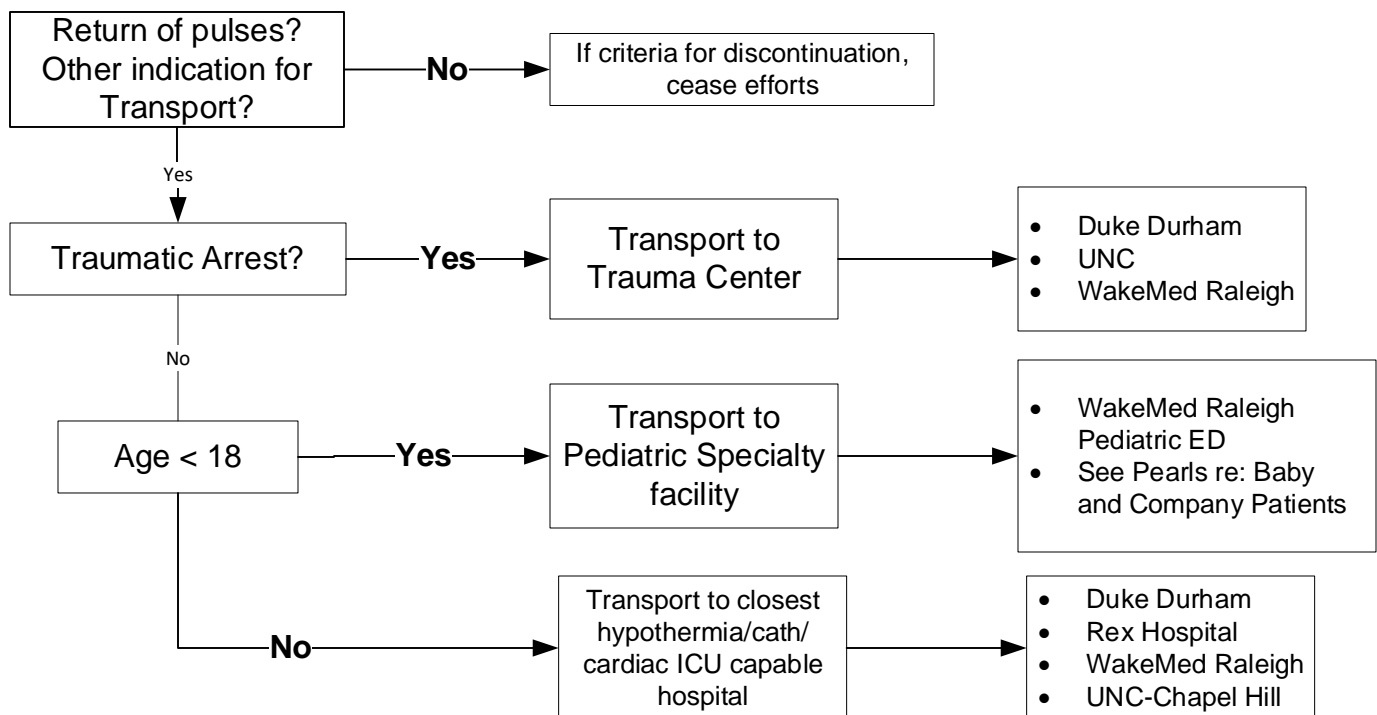 Return of pulses?
Other indication for
Transport?
No
If criteria for discontinuation,
cease efforts
Yes
Traumatic Arrest?
Yes
Transport to
Trauma Center
• Duke Durham
• UNC
• WakeMed Raleigh
No
Age < 18
Yes
Transport to
Pediatric Specialty
facility
• WakeMed Raleigh
Pediatric ED
• See Pearls re: Baby
and Company Patients
No
Transport to closest
hypothermia/cath/
cardiac ICU capable
hospital
• Duke Durham
• Rex Hospital
• WakeMed Raleigh
• UNC-Chapel Hill